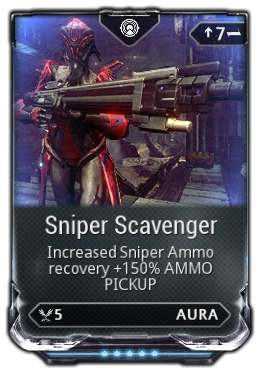 7
Sniper Scavenger
Increased Sniper Ammo
recovery +150% AMMO
PICKUP
5 AURA